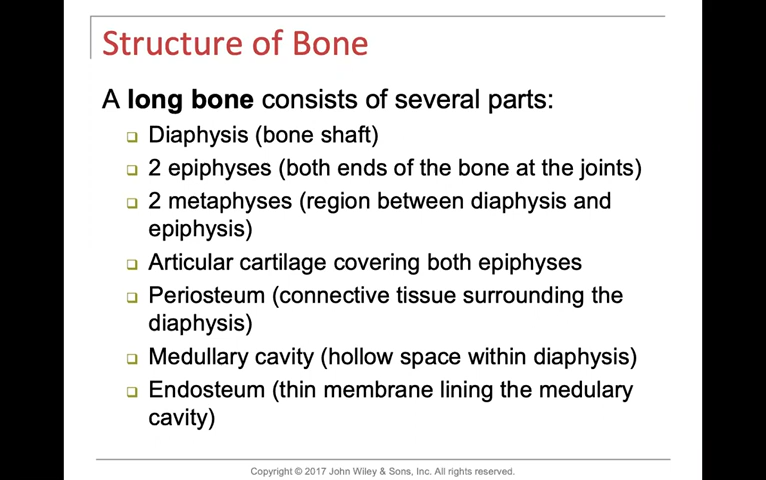 Structure of Bone
A long bone consists of several parts:
Diaphysis (bone shaft)
2 epiphyses (both ends of the bone at the joints)
2 metaphyses (region between diaphysis and
epiphysis)
Articular cartilage covering both epiphyses
Periosteum (connective tissue surrounding the
diaphysis)
Medullary cavity (hollow space within diaphysis)
Endosteum (thin membrane lining the medulary
cavity)
Copyright © 2017 John Wiley & Sons, Inc. All rights reserved.